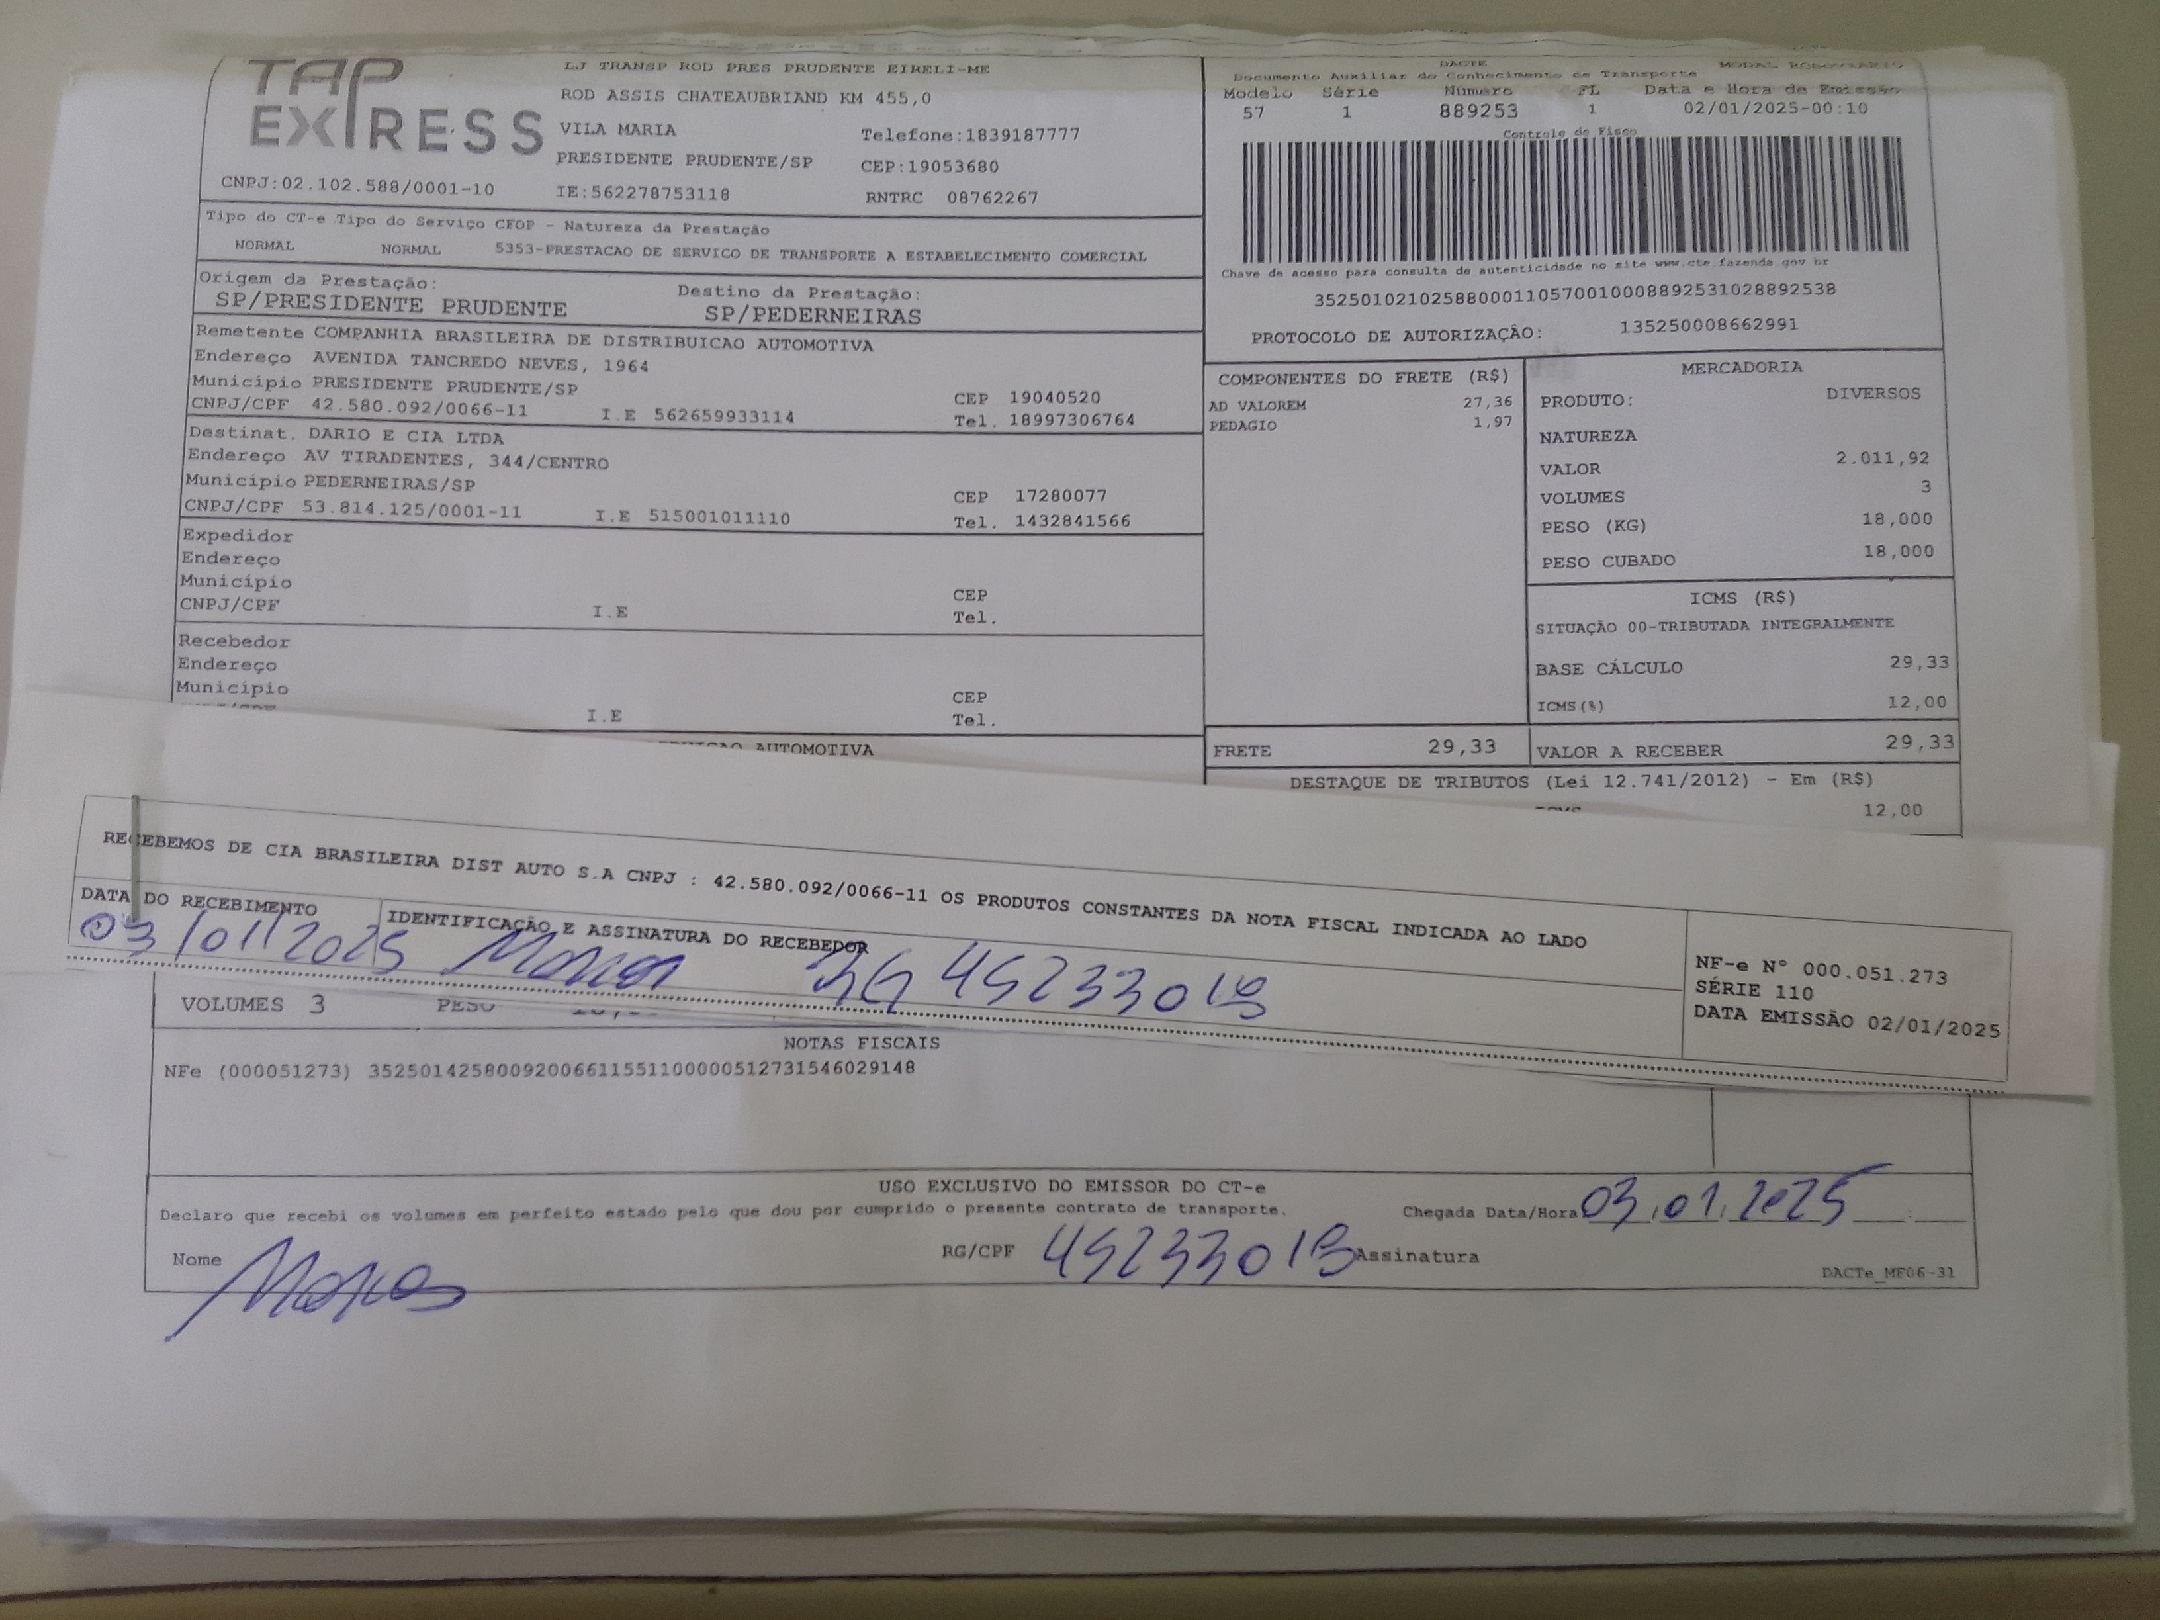 TAP EXPRESS
LJ TRANSP ROD PRES PRUDENTE EIRELI-ME
ROD ASSIS CHATEAUBRIAND KM 455,0
VILA MARIA Telefone:1839187777
PRESIDENTE PRUDENTE/SP CEP:19053680
CNPJ:02.102.588/0001-10 IE:562278753118 RNTRC 08762267
DACTE MODAL RODOVIARIO
Documento Auxiliar do Conhecimento de Transporte
Modelo Série Número FL Data e Hora de Emissão
57 1 889253 1 02/01/2025-00:10
Controle do Fisco
Chave de acesso para consulta de autenticidade no site www.cte.fazenda.gov br
35250102102588000110570010008892531028892538
PROTOCOLO DE AUTORIZAÇÃO: 135250008662991
Tipo do CT-e Tipo do Serviço CFOP - Natureza da Prestação
NORMAL NORMAL 5353-PRESTACAO DE SERVICO DE TRANSPORTE A ESTABELECIMENTO COMERCIAL
Origem da Prestação: Destino da Prestação:
SP/PRESIDENTE PRUDENTE SP/PEDERNEIRAS
Remetente COMPANHIA BRASILEIRA DE DISTRIBUICAO AUTOMOTIVA
Endereço AVENIDA TANCREDO NEVES, 1964
Município PRESIDENTE PRUDENTE/SP CEP 19040520
CNPJ/CPF 42.580.092/0066-11 I.E 562659933114 Tel. 18997306764
Destinat. DARIO E CIA LTDA
Endereço AV TIRADENTES, 344/CENTRO
Município PEDERNEIRAS/SP CEP 17280077
CNPJ/CPF 53.814.125/0001-11 I.E 515001011110 Tel. 1432841566
Expedidor
Endereço
Município CEP
CNPJ/CPF I.E Tel.
Recebedor
Endereço
Município CEP
I.E Tel.
AUTOMOTIVA
COMPONENTES DO FRETE (R$)
AD VALOREM 27,36
PEDAGIO 1,97
FRETE 29,33
MERCADORIA
PRODUTO: DIVERSOS
NATUREZA
VALOR 2.011,92
VOLUMES 3
PESO (KG) 18,000
PESO CUBADO 18,000
ICMS (R$)
SITUAÇÃO 00-TRIBUTADA INTEGRALMENTE
BASE CÁLCULO 29,33
ICMS(%) 12,00
VALOR A RECEBER 29,33
DESTAQUE DE TRIBUTOS (Lei 12.741/2012) - Em (R$)
12,00
RECEBEMOS DE CIA BRASILEIRA DIST AUTO S.A CNPJ : 42.580.092/0066-11 OS PRODUTOS CONSTANTES DA NOTA FISCAL INDICADA AO LADO
DATA DO RECEBIMENTO IDENTIFICAÇÃO E ASSINATURA DO RECEBEDOR
03/01/2025
NF-e Nº 000.051.273
SÉRIE 110
DATA EMISSÃO 02/01/2025
VOLUMES 3 PESO
NOTAS FISCAIS
NFe (000051273) 35250142580092006611551100000512731546029148
USO EXCLUSIVO DO EMISSOR DO CT-e
Declaro que recebi os volumes em perfeito estado pelo que dou por cumprido o presente contrato de transporte. Chegada Data/Hora 03.01.2025
Nome RG/CPF Assinatura
DACTe_MF06-31